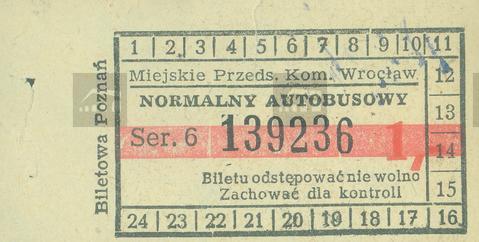 1 2 3 4 5 6 7 8 9 10 11
Miejskie Przeds. Kom. Wrocław
12
NORMALNY AUTOBUSOWY
13
Ser. 6 139236 1,
14
Biletu odstępować nie wolno
Zachować dla kontroli
15
24 23 22 21 20 19 18 17 16
Biletowa Poznań